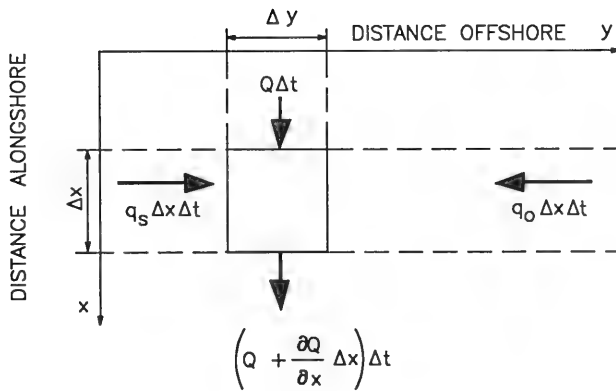 Δy
DISTANCE OFFSHORE
y
DISTANCE ALONGSHORE
QΔt
Δx
q_s Δx Δt
q_o Δx Δt
x
(Q + ∂Q/∂x Δx)Δt